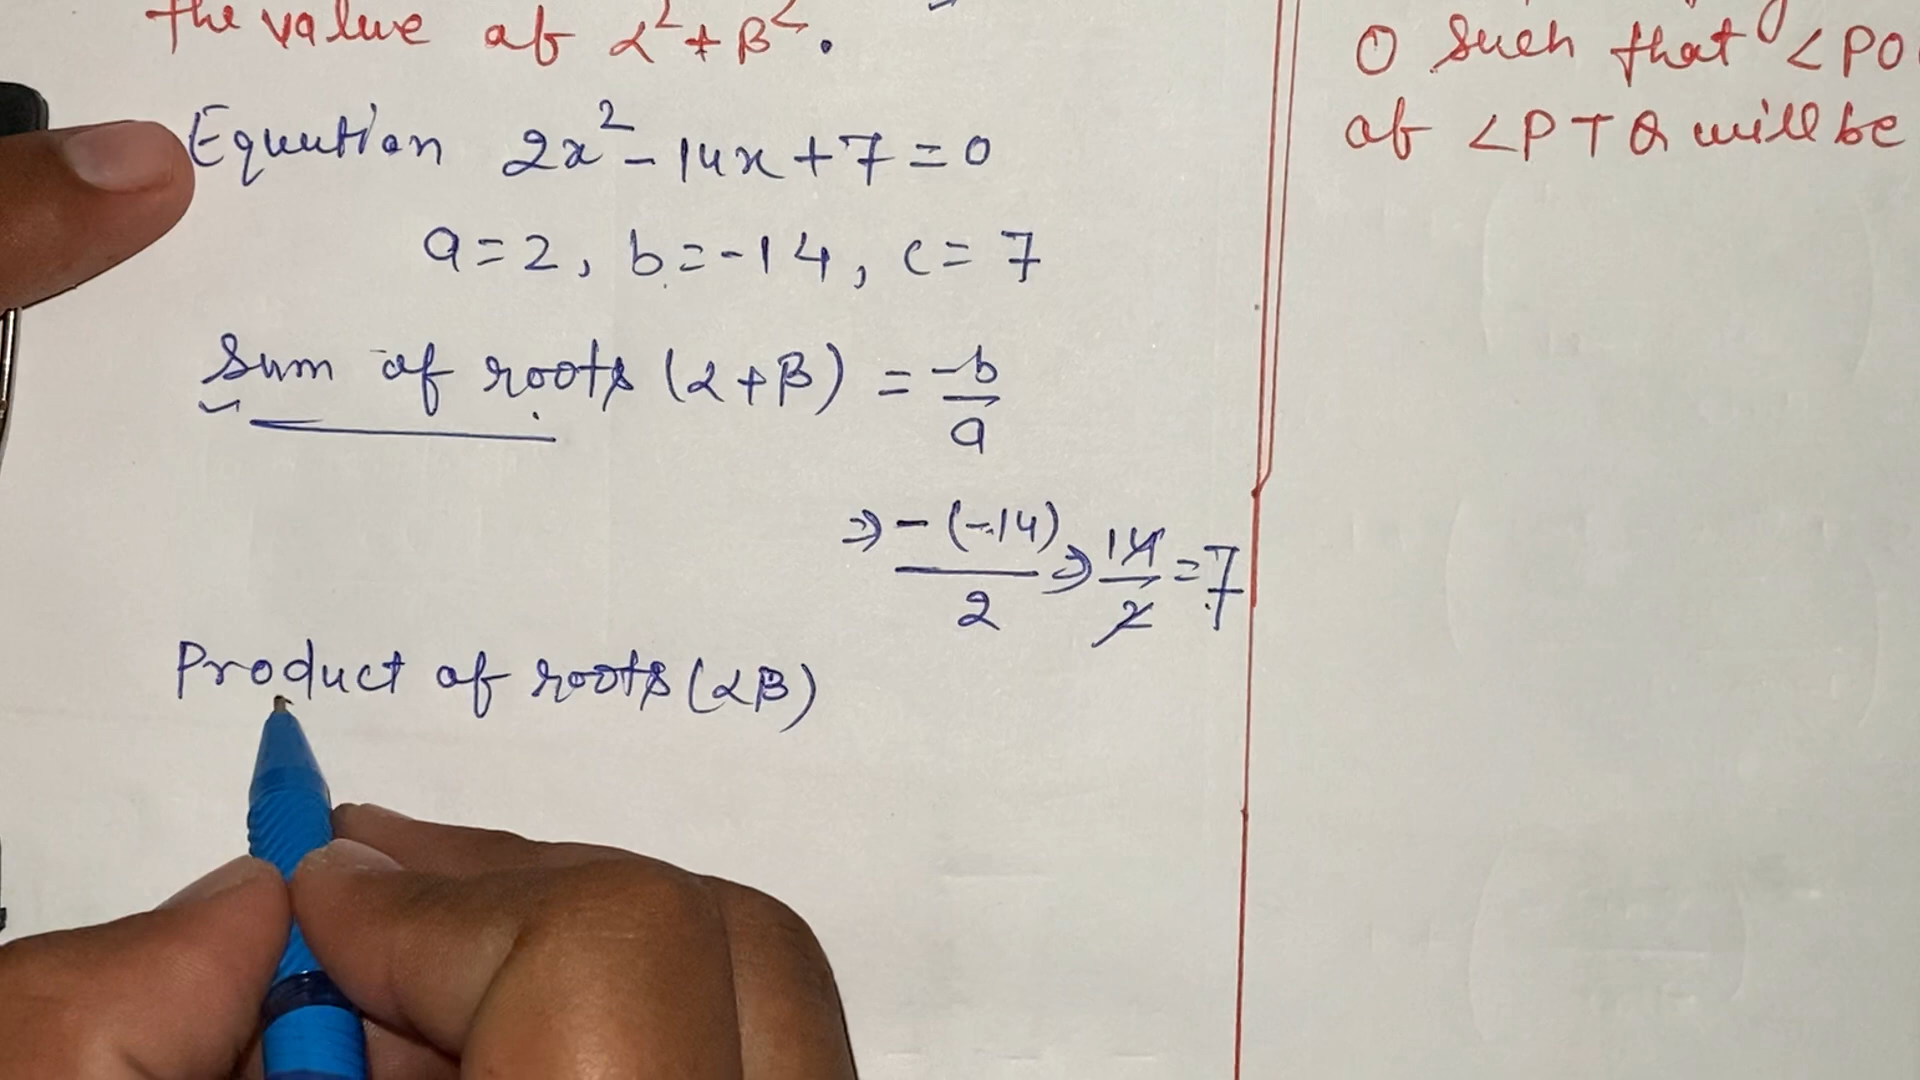 the value of α²+β².
Equation 2x²-14x+7=0
a=2, b=-14, c=7
Sum of roots (α+β) = -b/a
⇒ -(-14)/2 ⇒ 14/2 = 7
Product of roots (αβ)
O such that ∠PO
of ∠PTQ will be